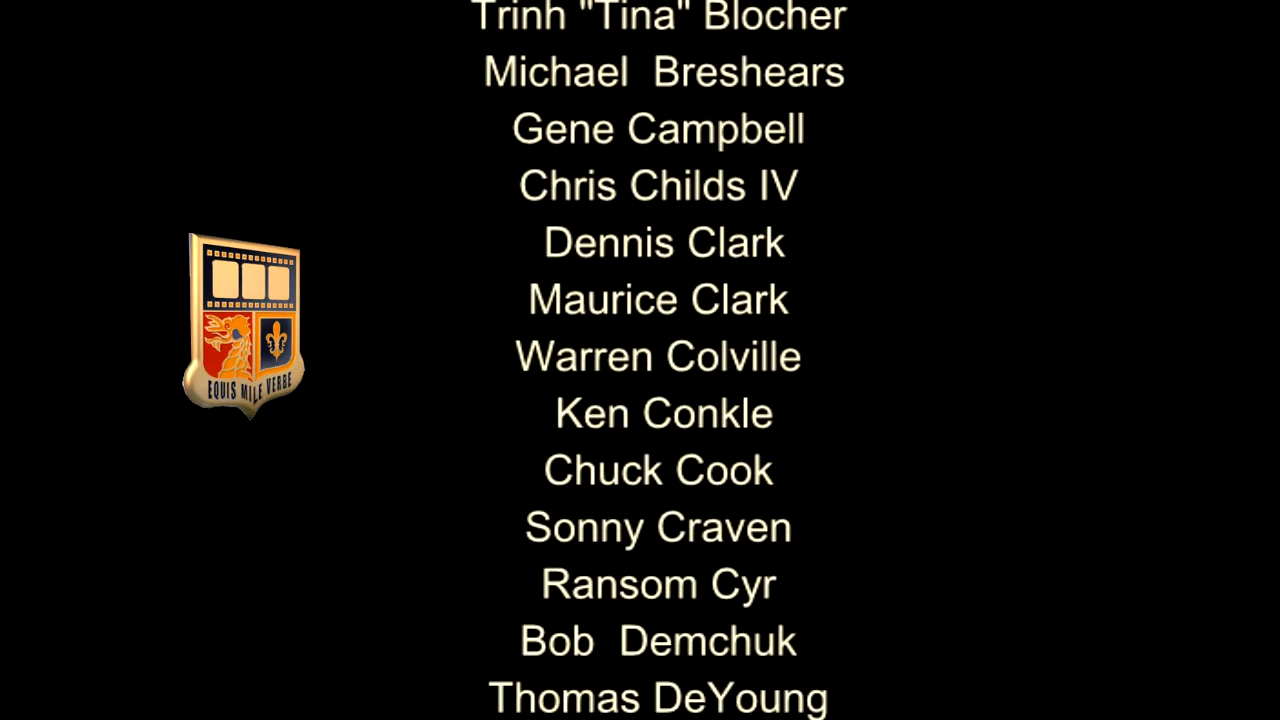 Trinh "Tina" Blocher
Michael  Breshears
Gene Campbell
Chris Childs IV
Dennis Clark
Maurice Clark
Warren Colville
Ken Conkle
Chuck Cook
Sonny Craven
Ransom Cyr
Bob  Demchuk
Thomas DeYoung
EQUIS MILE VERBE